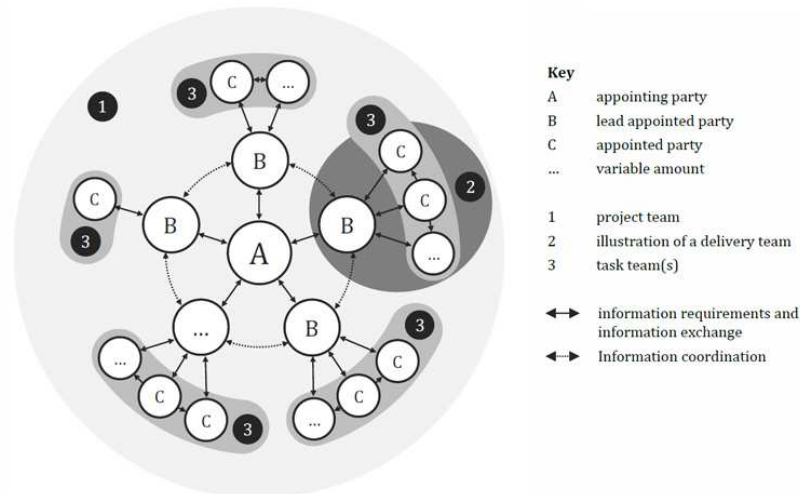 1
3
C
...
B
3
C
C
...
B
2
C
3
B
A
...
B
3
C
C
...
...
C
C
3
Key
A appointing party
B lead appointed party
C appointed party
... variable amount
1 project team
2 illustration of a delivery team
3 task team(s)
information requirements and
information exchange
Information coordination